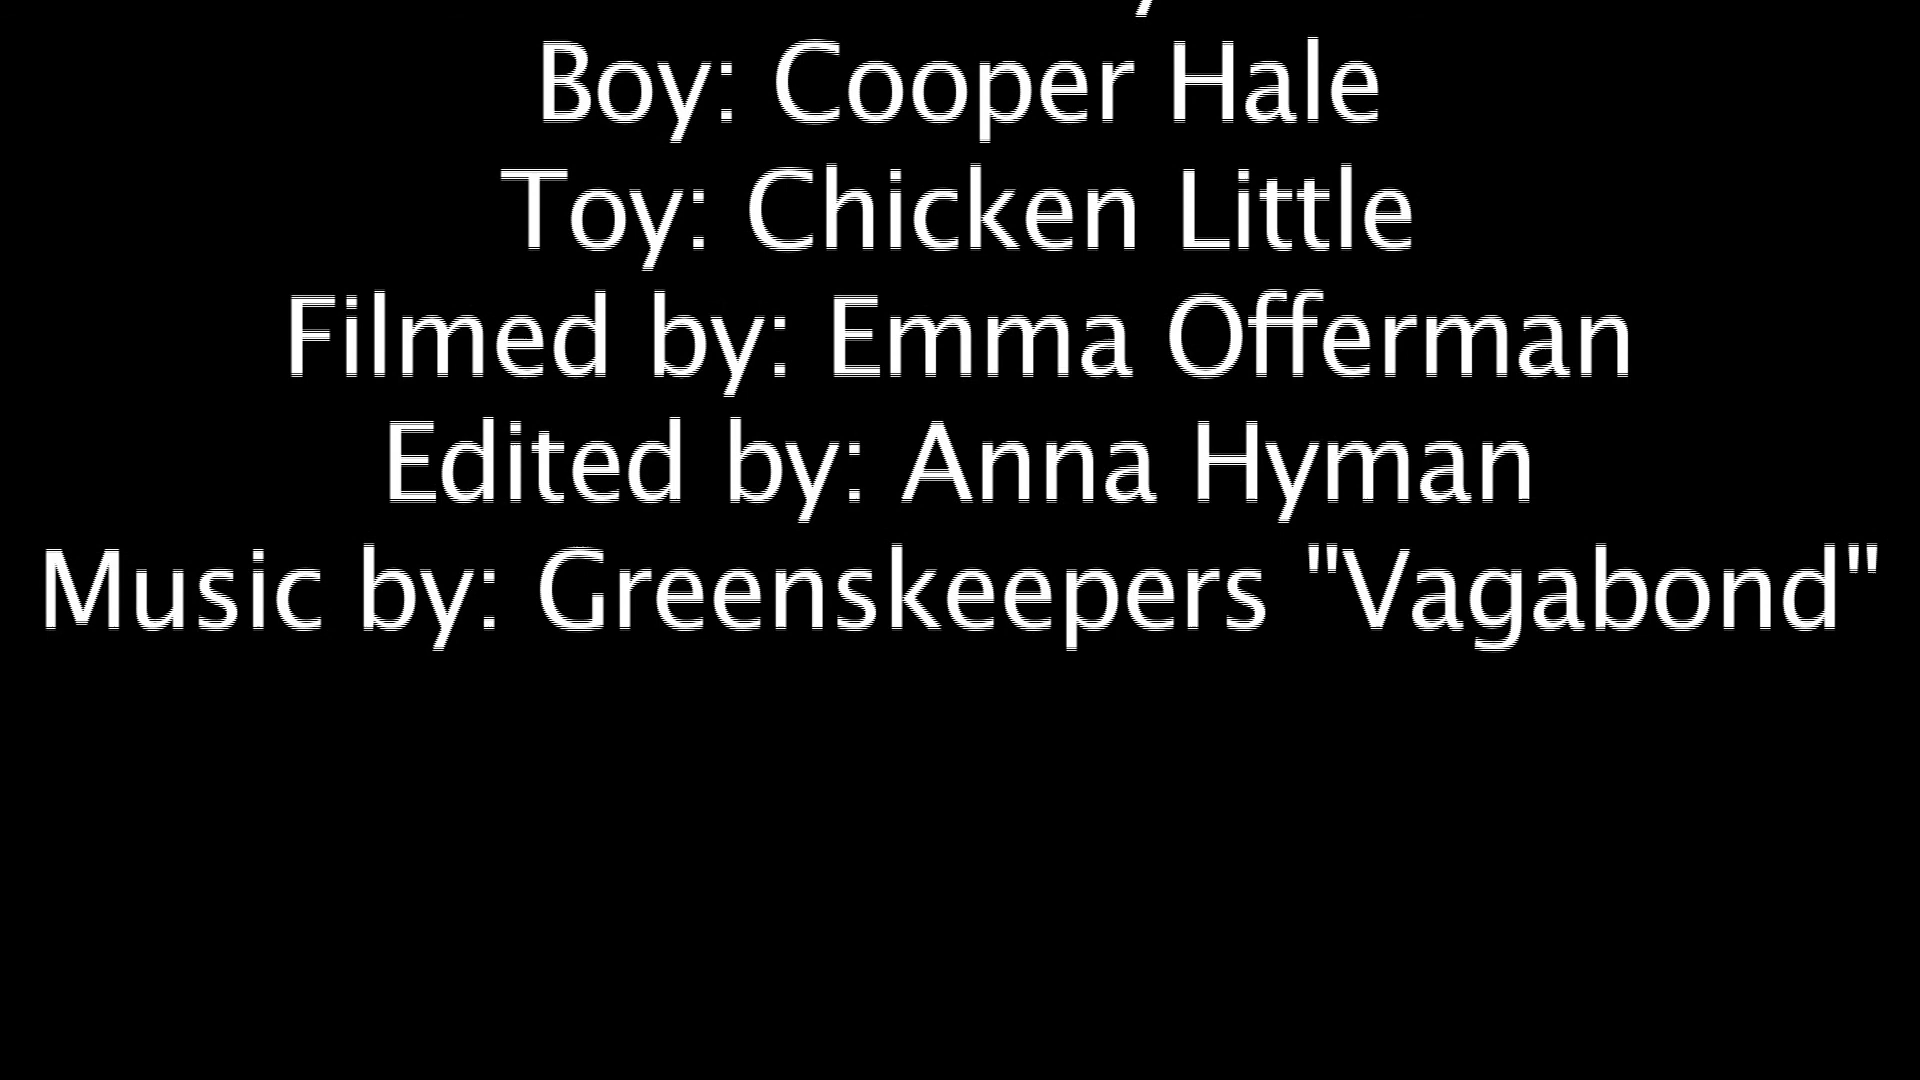 Boy: Cooper Hale
Toy: Chicken Little
Filmed by: Emma Offerman
Edited by: Anna Hyman
Music by: Greenskeepers "Vagabond"